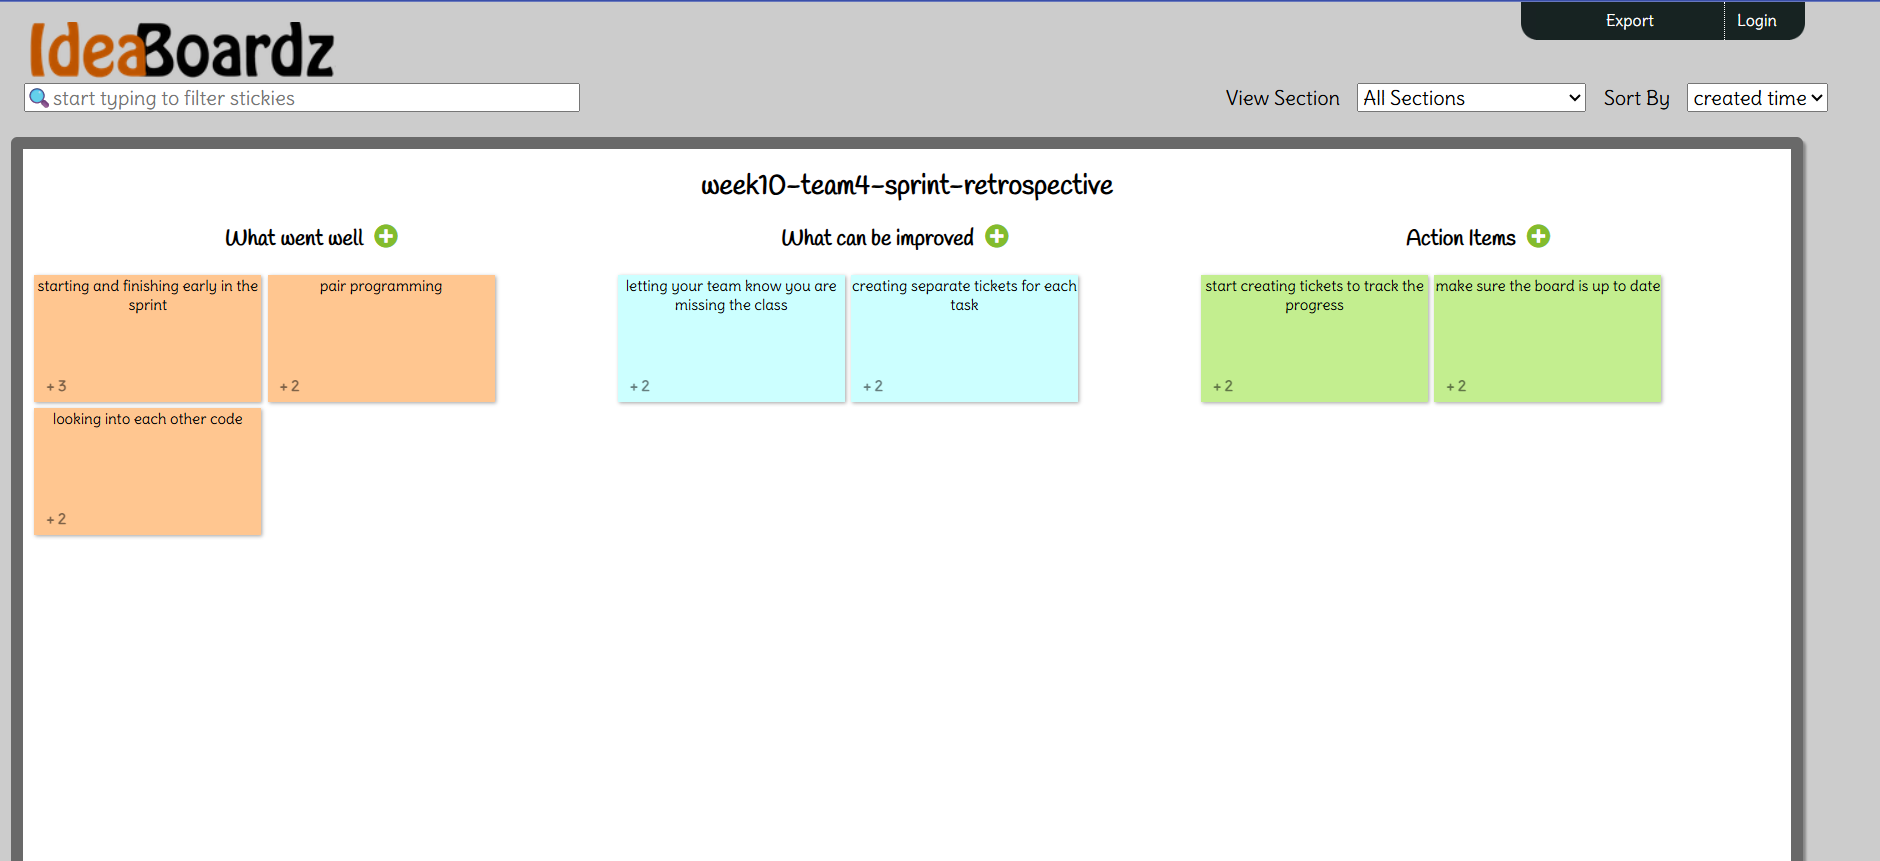 Export
Login
IdeaBoardz
start typing to filter stickies
View Section
All Sections
Sort By
created time
week10-team4-sprint-retrospective
What went well
What can be improved
Action Items
starting and finishing early in the
sprint
+ 3
pair programming
+ 2
looking into each other code
+ 2
letting your team know you are
missing the class
+ 2
creating separate tickets for each
task
+ 2
start creating tickets to track the
progress
+ 2
make sure the board is up to date
+ 2